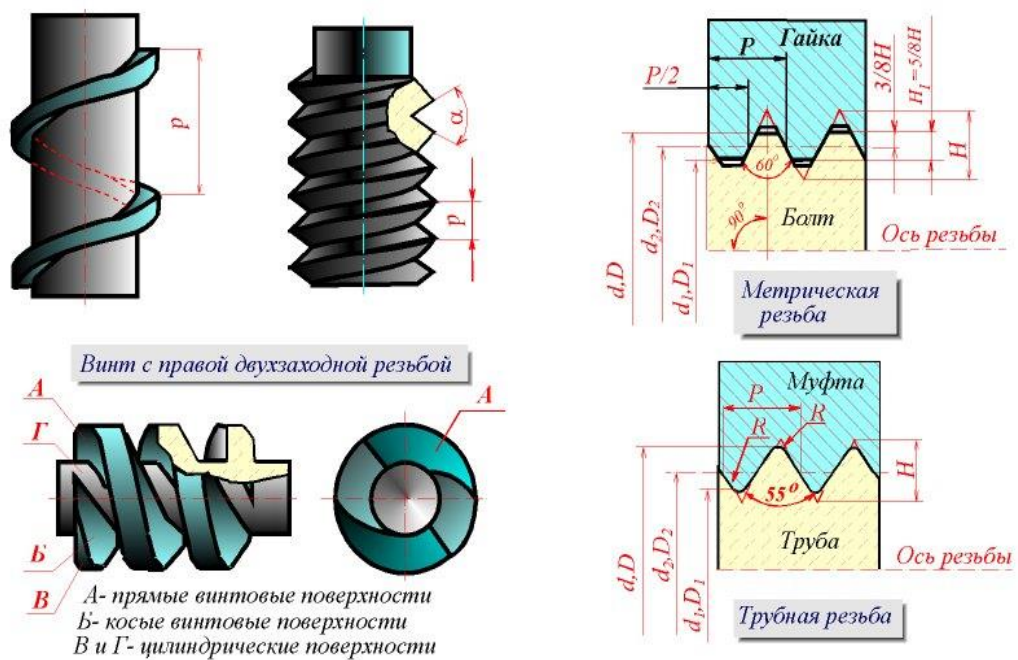 P
α
P
Винт с правой двухзаходной резьбой
А
Г
Б
В
А
А- прямые винтовые поверхности
Б- косые винтовые поверхности
В и Г- цилиндрические поверхности
Гайка
P
P/2
3/8H
H₁=5/8H
H
60°
90°
Болт
d,D
d₂,D₂
d₁,D₁
Ось резьбы
Метрическая
резьба
Муфта
P
R
R
H
55°
Труба
d,D
d₂,D₂
d₁,D₁
Ось резьбы
Трубная резьба